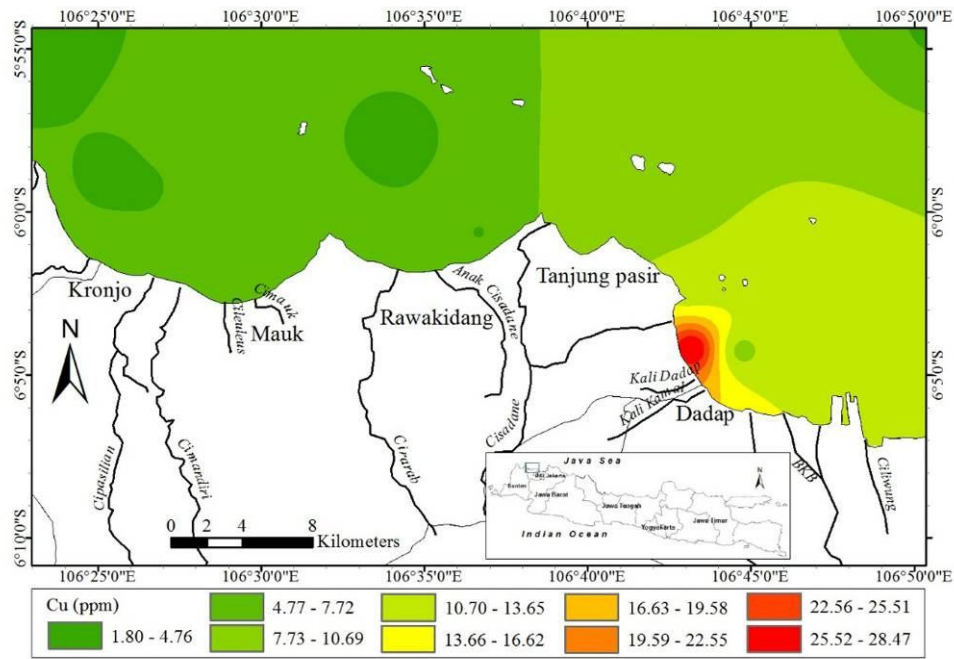 106°25'0"E 106°30'0"E 106°35'0"E 106°40'0"E 106°45'0"E 106°50'0"E
5°55'0"S 5°55'0"S
6°0'0"S 6°0'0"S
6°5'0"S 6°5'0"S
6°10'0"S 6°10'0"S
Kronjo
Cipasilian
Cimandiri
Cileuleus
Cimauk
Mauk
Rawakidang
Cirarab
Anak Cisadane
Cisadane
Tanjung pasir
Kali Dadap
Kali Kamal
Dadap
BKB
Ciliwung
N
0 2 4 8
Kilometers
Java Sea
N
Banten
DKI Jakarta
Jawa Barat
Jawa Tengah
Yogyakarta
Jawa Timur
Indian Ocean
106°25'0"E 106°30'0"E 106°35'0"E 106°40'0"E 106°45'0"E 106°50'0"E
Cu (ppm)
1.80 - 4.76
4.77 - 7.72
7.73 - 10.69
10.70 - 13.65
13.66 - 16.62
16.63 - 19.58
19.59 - 22.55
22.56 - 25.51
25.52 - 28.47